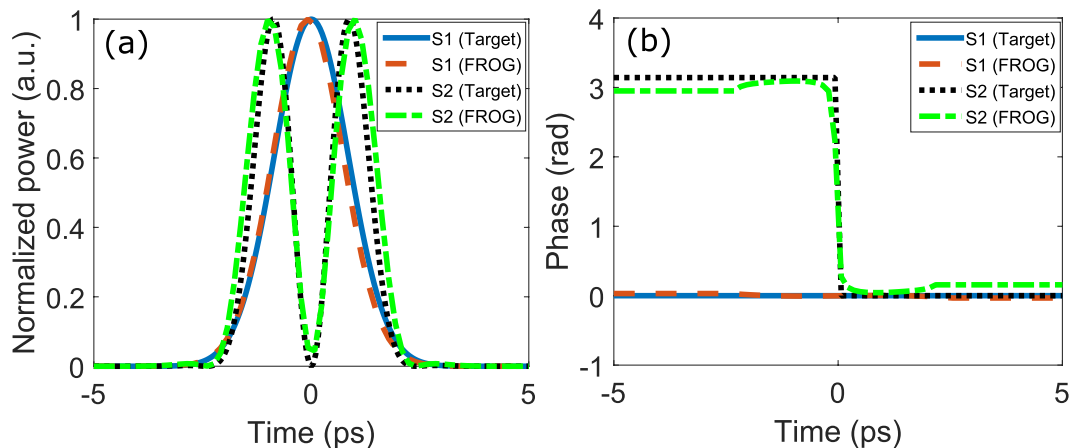 (a)
Normalized power (a.u.)
1
0.8
0.6
0.4
0.2
0
-5
0
5
Time (ps)
S1 (Target)
S1 (FROG)
S2 (Target)
S2 (FROG)
(b)
Phase (rad)
4
3
2
1
0
-1
-5
0
5
Time (ps)
S1 (Target)
S1 (FROG)
S2 (Target)
S2 (FROG)